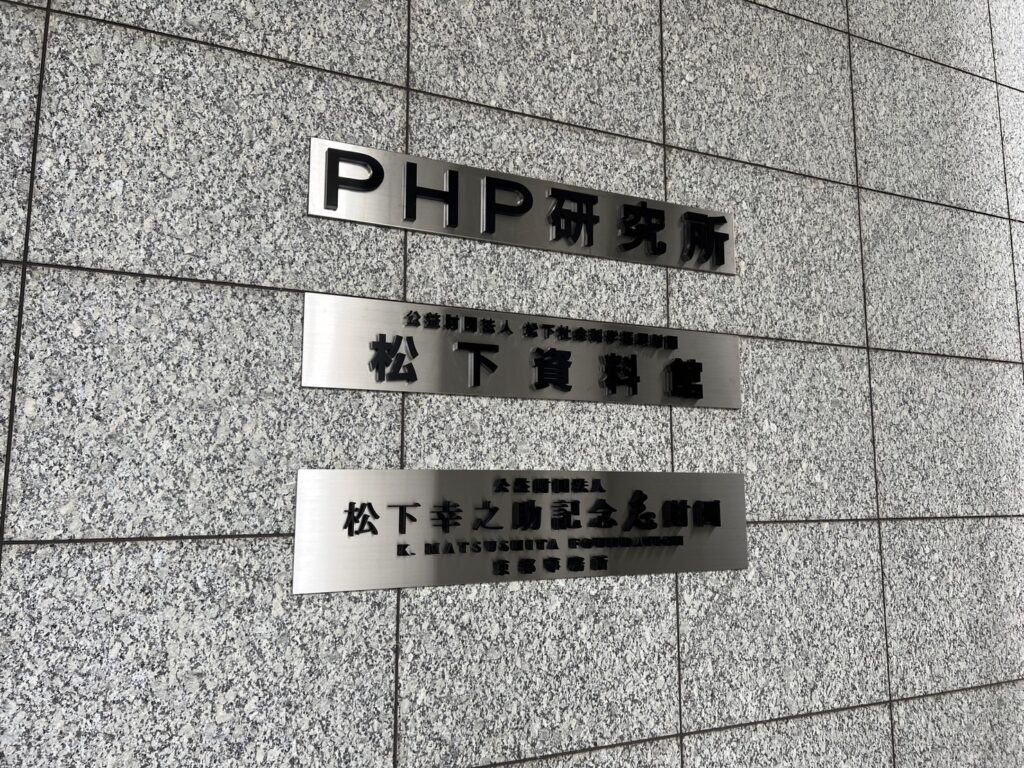 PHP研究所
公益財団法人 松下社会科学振興財団
松下資料館
公益財団法人
松下幸之助記念志財団
K. MATSUSHITA FOUNDATION
京都事務所